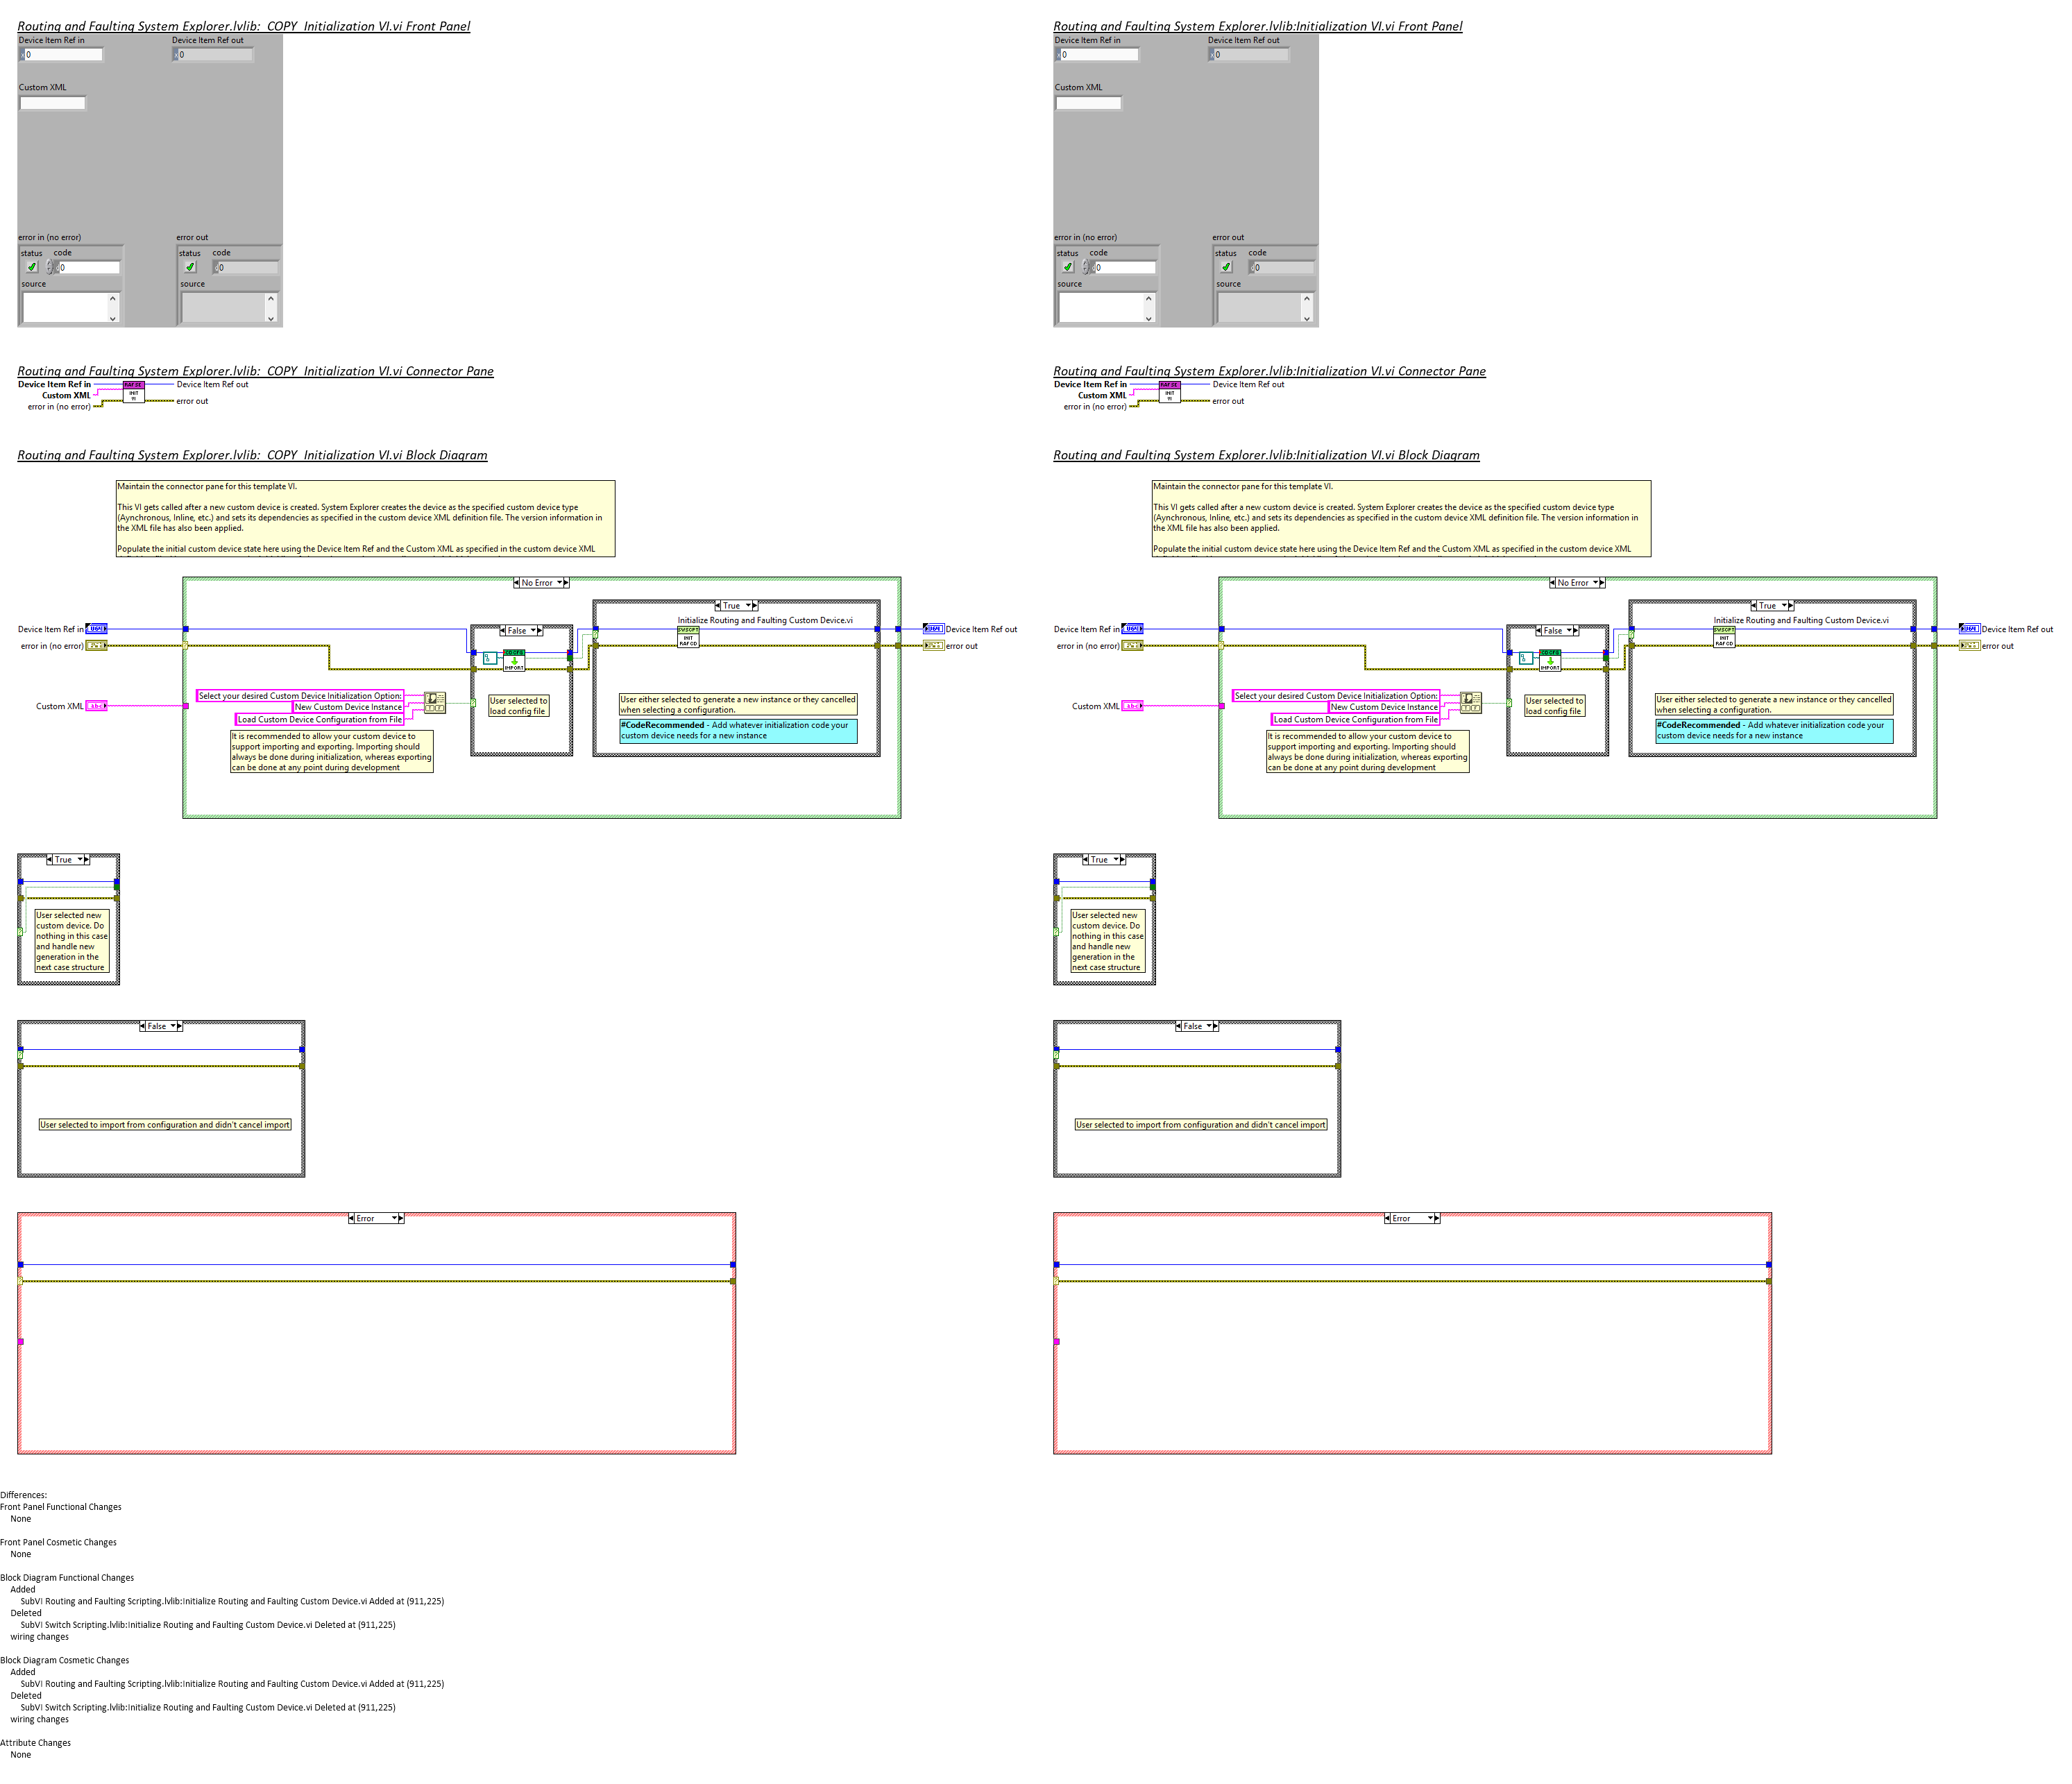 Routing and Faulting System Explorer.lvlib:  COPY  Initialization VI.vi Front Panel
Device Item Ref in
Device Item Ref out
0
0
Custom XML
error in (no error)
error out
status
code
status
code
0
0
source
source
Routing and Faulting System Explorer.lvlib:  COPY  Initialization VI.vi Connector Pane
Device Item Ref in
Device Item Ref out
Custom XML
error in (no error)
error out
INIT
VI
Routing and Faulting System Explorer.lvlib:  COPY  Initialization VI.vi Block Diagram
Maintain the connector pane for this template VI.
This VI gets called after a new custom device is created. System Explorer creates the device as the specified custom device type
(Aynchronous, Inline, etc.) and sets its dependencies as specified in the custom device XML definition file. The version information in
the XML file has also been applied.
Populate the initial custom device state here using the Device Item Ref and the Custom XML as specified in the custom device XML
No Error
True
Initialize Routing and Faulting Custom Device.vi
Device Item Ref in
error in (no error)
False
INIT
RAF CD
IMPORT
Device Item Ref out
error out
Custom XML
abc
Select your desired Custom Device Initialization Option:
New Custom Device Instance
Load Custom Device Configuration from File
User selected to
load config file
User either selected to generate a new instance or they cancelled
when selecting a configuration.
#CodeRecommended - Add whatever initialization code your
custom device needs for a new instance
It is recommended to allow your custom device to
support importing and exporting. Importing should
always be done during initialization, whereas exporting
can be done at any point during development
True
User selected new
custom device. Do
nothing in this case
and handle new
generation in the
next case structure
False
User selected to import from configuration and didn't cancel import
Error
Routing and Faulting System Explorer.lvlib:Initialization VI.vi Front Panel
Device Item Ref in
Device Item Ref out
0
0
Custom XML
error in (no error)
error out
status
code
status
code
0
0
source
source
Routing and Faulting System Explorer.lvlib:Initialization VI.vi Connector Pane
Device Item Ref in
Device Item Ref out
Custom XML
error in (no error)
error out
INIT
VI
Routing and Faulting System Explorer.lvlib:Initialization VI.vi Block Diagram
Maintain the connector pane for this template VI.
This VI gets called after a new custom device is created. System Explorer creates the device as the specified custom device type
(Aynchronous, Inline, etc.) and sets its dependencies as specified in the custom device XML definition file. The version information in
the XML file has also been applied.
Populate the initial custom device state here using the Device Item Ref and the Custom XML as specified in the custom device XML
No Error
True
Initialize Routing and Faulting Custom Device.vi
Device Item Ref in
error in (no error)
False
INIT
RAF CD
IMPORT
Device Item Ref out
error out
Custom XML
abc
Select your desired Custom Device Initialization Option:
New Custom Device Instance
Load Custom Device Configuration from File
User selected to
load config file
User either selected to generate a new instance or they cancelled
when selecting a configuration.
#CodeRecommended - Add whatever initialization code your
custom device needs for a new instance
It is recommended to allow your custom device to
support importing and exporting. Importing should
always be done during initialization, whereas exporting
can be done at any point during development
True
User selected new
custom device. Do
nothing in this case
and handle new
generation in the
next case structure
False
User selected to import from configuration and didn't cancel import
Error
Differences:
Front Panel Functional Changes
None
Front Panel Cosmetic Changes
None
Block Diagram Functional Changes
Added
SubVI Routing and Faulting Scripting.lvlib:Initialize Routing and Faulting Custom Device.vi Added at (911,225)
Deleted
SubVI Switch Scripting.lvlib:Initialize Routing and Faulting Custom Device.vi Deleted at (911,225)
wiring changes
Block Diagram Cosmetic Changes
Added
SubVI Routing and Faulting Scripting.lvlib:Initialize Routing and Faulting Custom Device.vi Added at (911,225)
Deleted
SubVI Switch Scripting.lvlib:Initialize Routing and Faulting Custom Device.vi Deleted at (911,225)
wiring changes
Attribute Changes
None